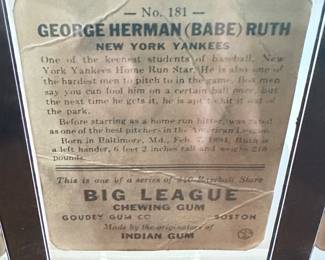 — No. 181 —
GEORGE HERMAN (BABE) RUTH
NEW YORK YANKEES
One of the keenest students of baseball, New
York Yankees Home Run Star. He is also one of
the hardest men to pitch to in the game. Box men
say you can fool him on a certain ball once, but
the next time he gets it, he is apt to hit it out of
the park.
Before starting as a home run hitter, was rated
as one of the best pitchers in the American League.
Born in Baltimore, Md., Feb. 7, 1894, Ruth is
a left hander, 6 feet 2 inches tall and weighs 218
pounds.
This is one of a series of 240 Baseball Stars
BIG LEAGUE
CHEWING GUM
GOUDEY GUM CO BOSTON
Made by the originators of
INDIAN GUM